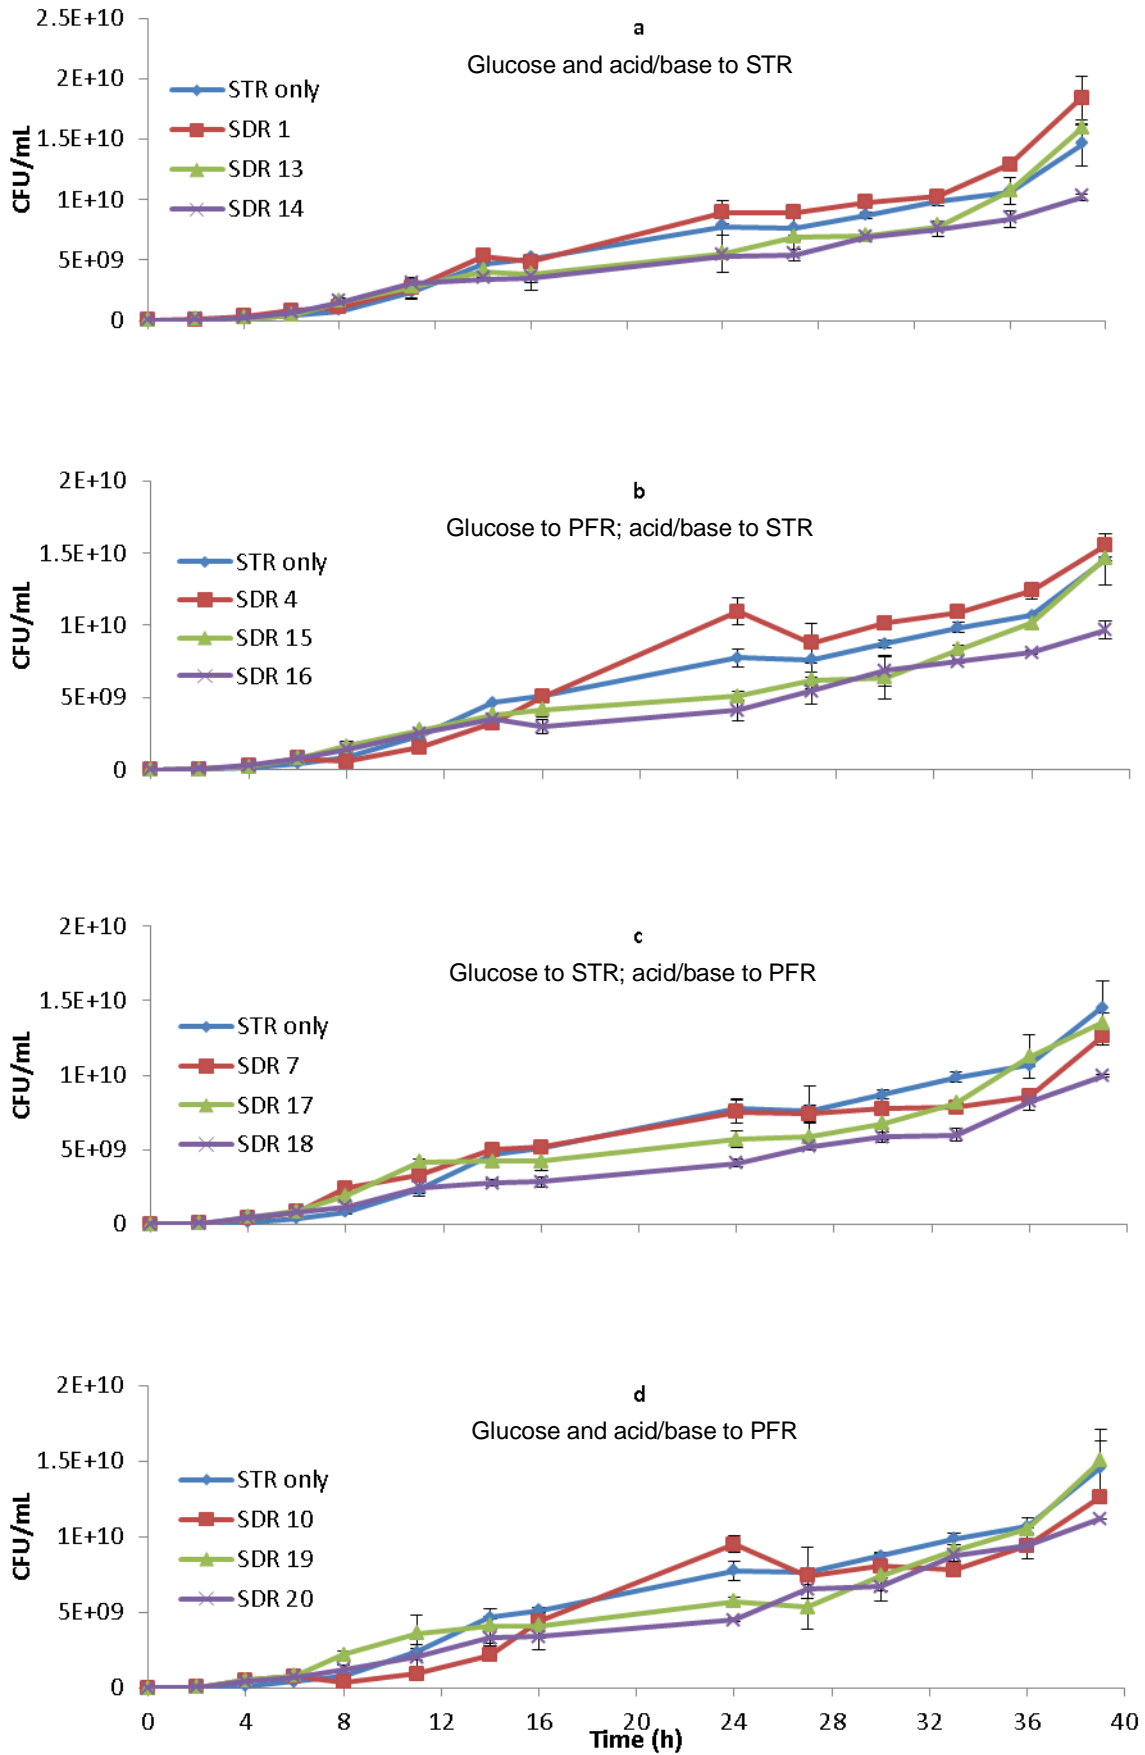 a
Glucose and acid/base to STR
2.5E+10
2E+10
1.5E+10
1E+10
5E+09
0
CFU/mL
STR only
SDR 1
SDR 13
SDR 14
b
Glucose to PFR; acid/base to STR
2E+10
1.5E+10
1E+10
5E+09
0
CFU/mL
STR only
SDR 4
SDR 15
SDR 16
c
Glucose to STR; acid/base to PFR
2E+10
1.5E+10
1E+10
5E+09
0
CFU/mL
STR only
SDR 7
SDR 17
SDR 18
d
Glucose and acid/base to PFR
2E+10
1.5E+10
1E+10
5E+09
0
CFU/mL
STR only
SDR 10
SDR 19
SDR 20
0 4 8 12 16 20 24 28 32 36 40
Time (h)